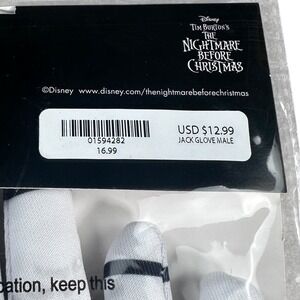 Disney
TIM BURTON'S
THE
NIGHTMARE
BEFORE
CHRISTMAS
©Disney www.disney.com/thenightmarebeforechristmas
01594282
16.99
USD $12.99
JACK GLOVE MALE
cation, keep this